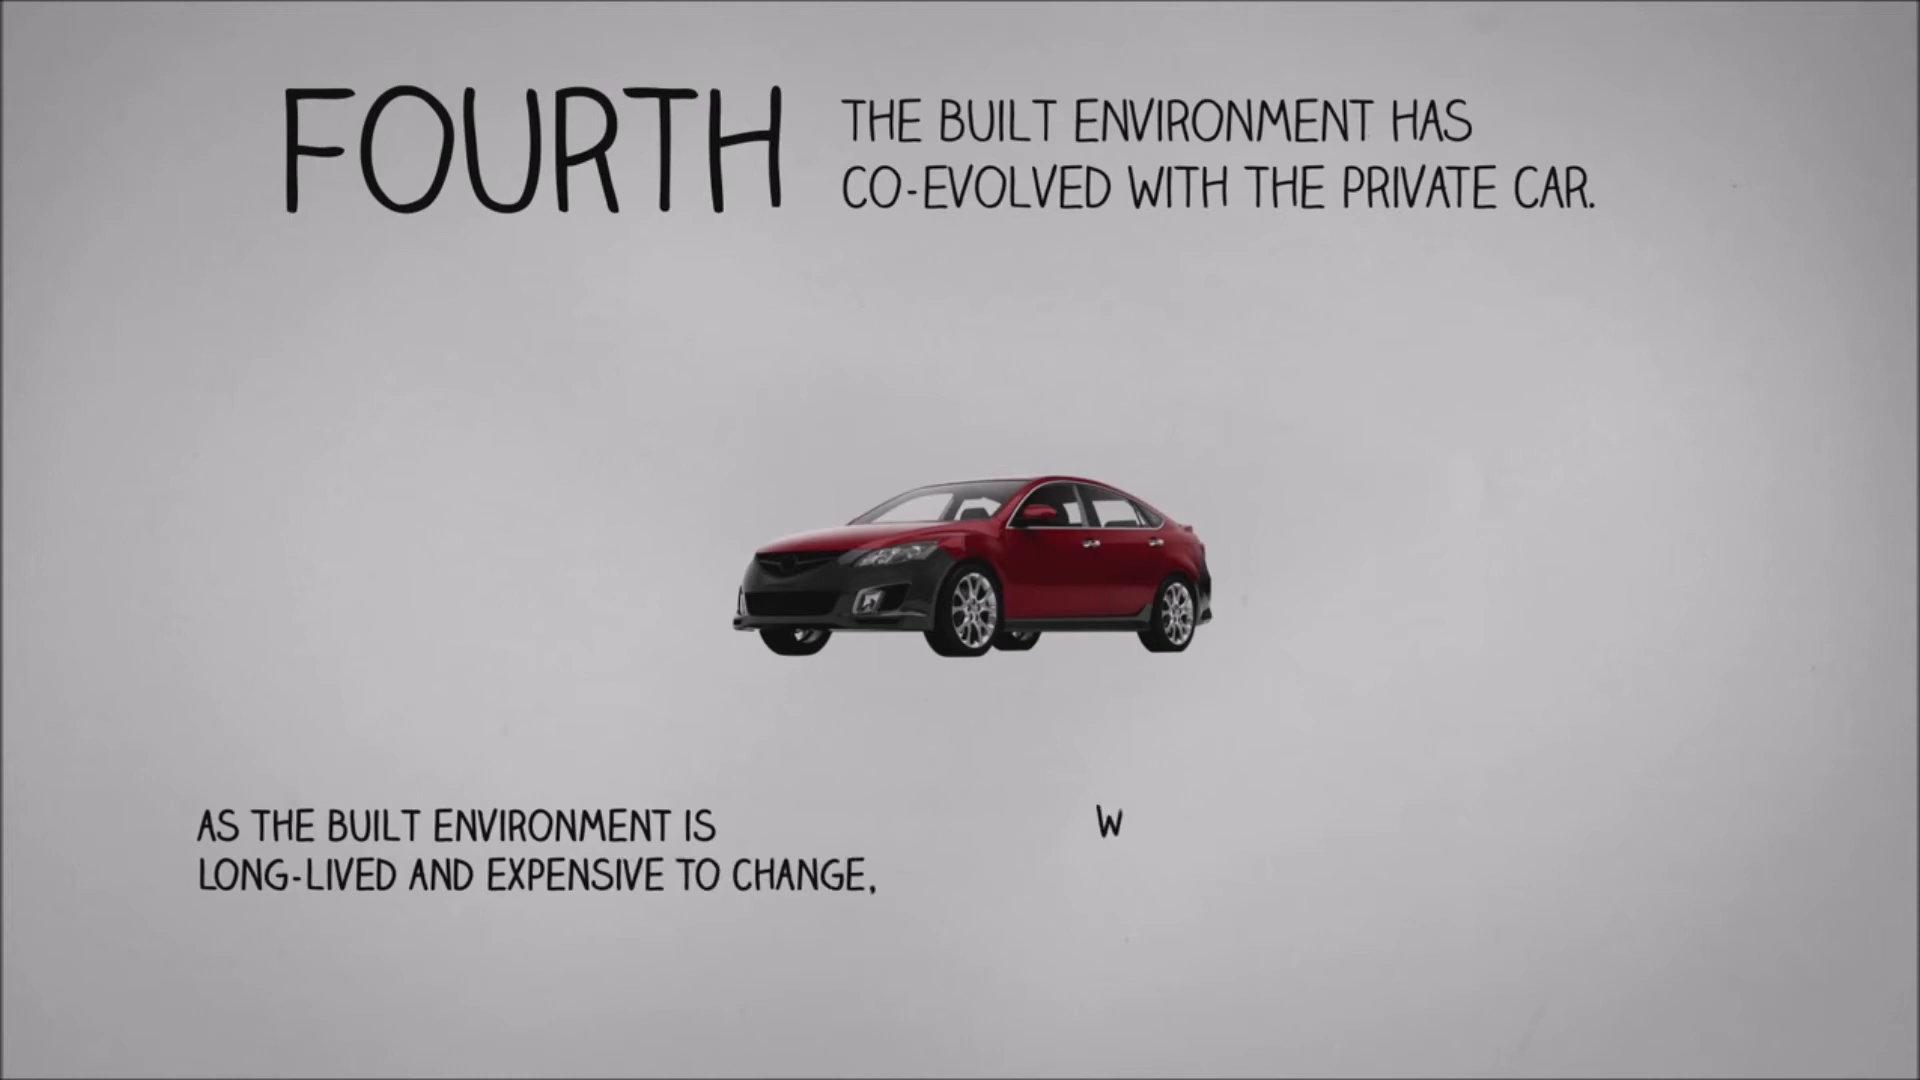 FOURTH
THE BUILT ENVIRONMENT HAS
CO-EVOLVED WITH THE PRIVATE CAR.
AS THE BUILT ENVIRONMENT IS
LONG-LIVED AND EXPENSIVE TO CHANGE,
W